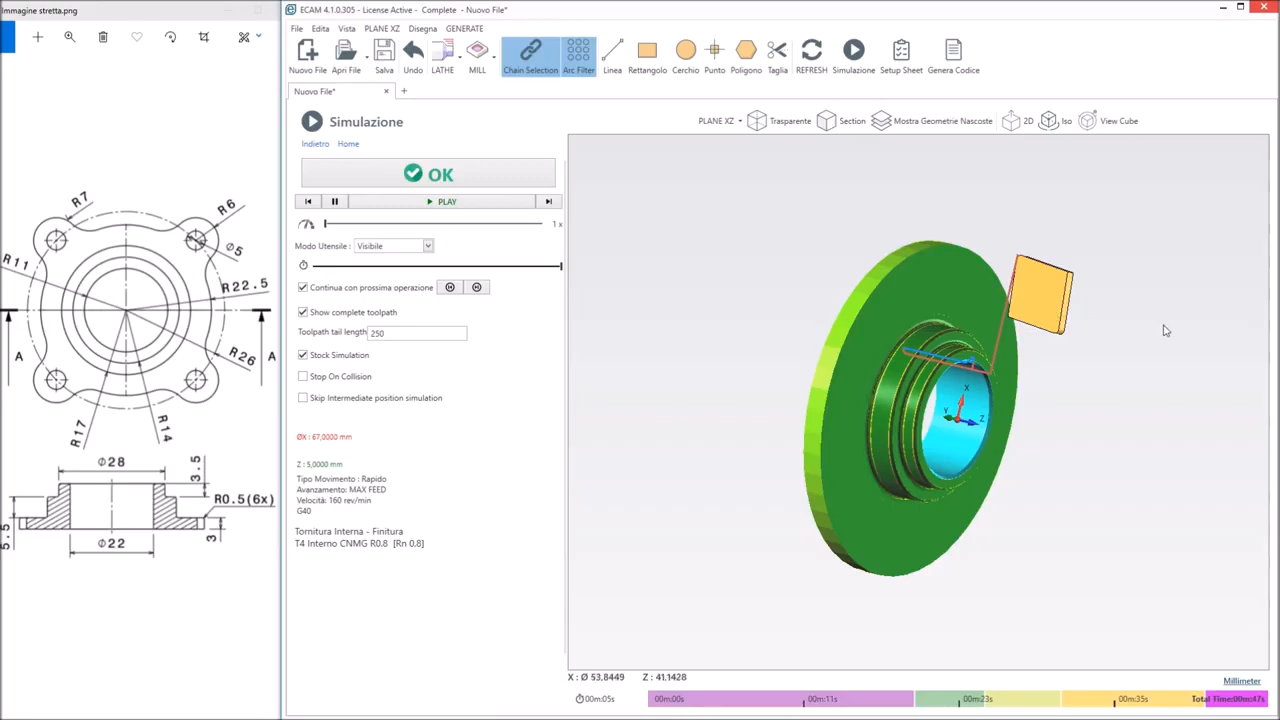 Immagine stretta.png
ECAM 4.1.0.305 - License Active - Complete - Nuovo File*
File Edita Vista PLANE XZ Disegna GENERATE
Nuovo File Apri File Salva Undo LATHE MILL Chain Selection Arc Filter Linea Rettangolo Cerchio Punto Poligono Taglia REFRESH Simulazione Setup Sheet Genera Codice
Nuovo File*
Simulazione
Indietro Home
PLANE XZ Trasparente Section Mostra Geometrie Nascoste 2D Iso View Cube
OK
PLAY
1 x
Modo Utensile : Visibile
Continua con prossima operazione
Show complete toolpath
Toolpath tail length 250
Stock Simulation
Stop On Collision
Skip Intermediate position simulation
ØX : 67,0000 mm
Z : 5,0000 mm
Tipo Movimento : Rapido
Avanzamento: MAX FEED
Velocità: 160 rev/min
G40
Tornitura Interna - Finitura
T4 Interno CNMG R0.8 [Rn 0.8]
R7
R6
Ø5
R11
R22.5
R26
A
A
R17
R14
Ø28
3.5
R0.5(6x)
5.5
3
Ø22
X
Y
Z
X : Ø 53,8449 Z : 41,1428
Millimeter
00m:05s 00m:00s 00m:11s 00m:23s 00m:35s Total Time:00m:47s